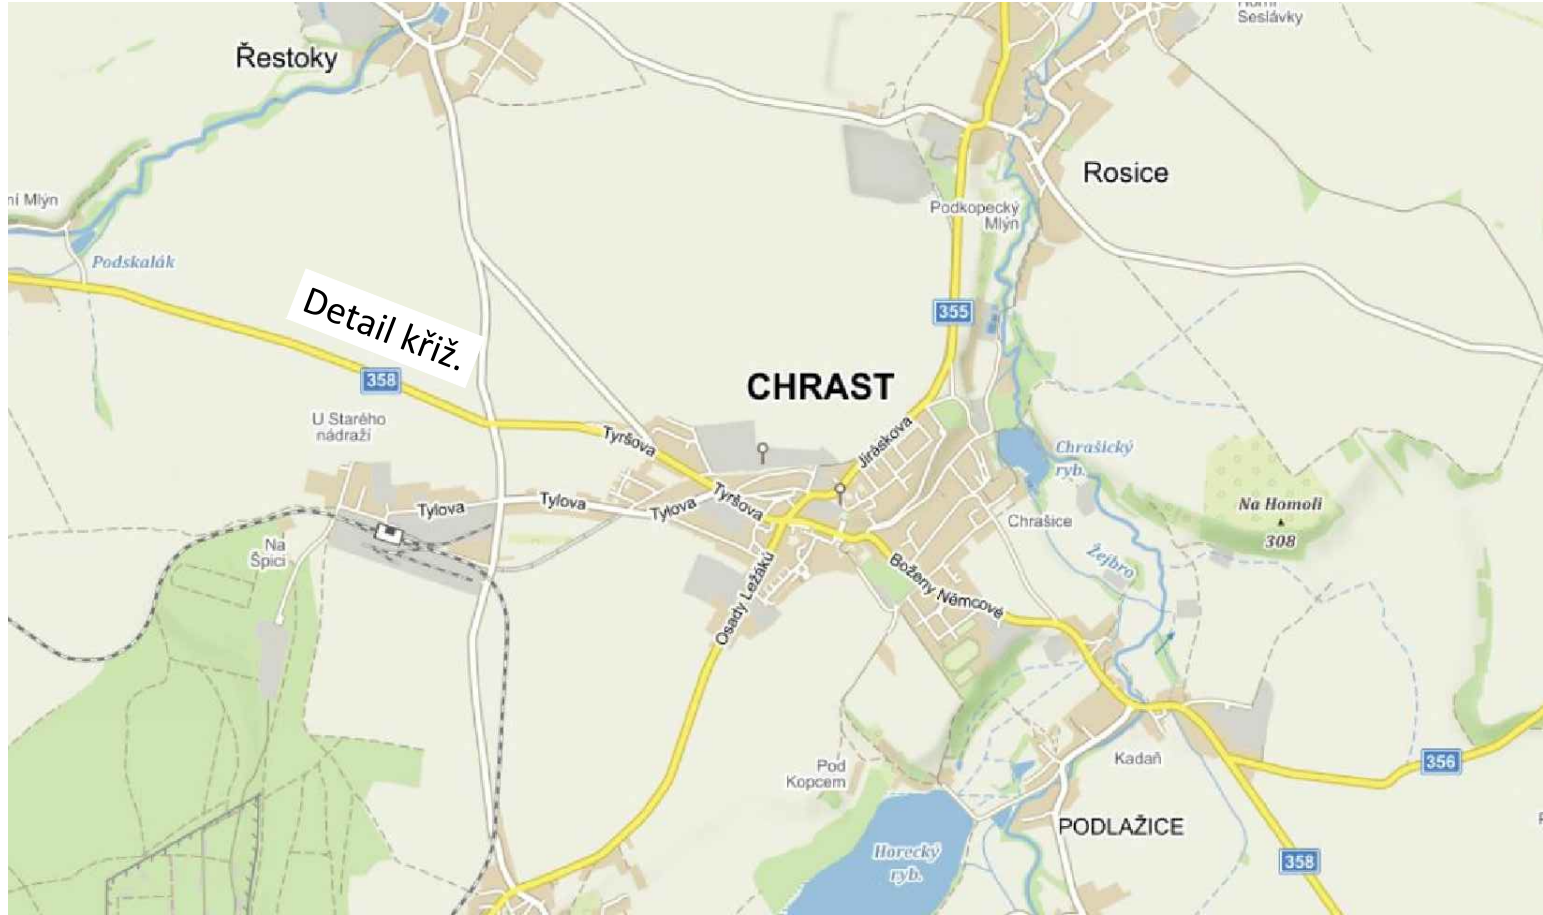 Seslávky
Řestoky
Rosice
ní Mlýn
Podkopecký
Mlýn
Podskalák
Detail křiž.
355
358
CHRAST
U Starého
nádraží
Tyršova
Jiráskova
Chrašický
ryb.
Tylova
Tylova
Tylova
Tyršova
Na Homoli
308
Chrašice
Na
Špici
Žejbro
Boženy Němcové
Osady Ležáků
Pod
Kopcem
Kadaň
356
PODLAŽICE
Horecký
ryb.
358